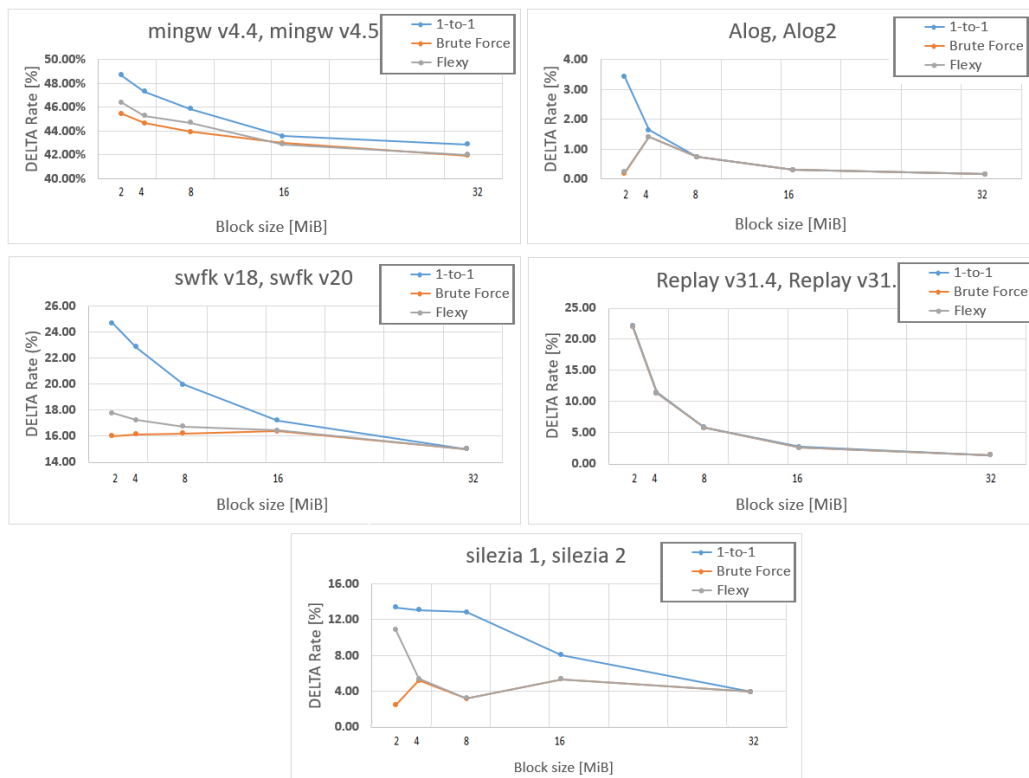 mingw v4.4, mingw v4.5
1-to-1
Brute Force
Flexy
DELTA Rate [%]
50.00%
48.00%
46.00%
44.00%
42.00%
40.00%
2 4 8 16 32
Block size [MiB]
Alog, Alog2
1-to-1
Brute Force
Flexy
DELTA Rate [%]
4.00
3.00
2.00
1.00
0.00
2 4 8 16 32
Block size [MiB]
swfk v18, swfk v20
1-to-1
Brute Force
Flexy
DELTA Rate (%)
26.00
24.00
22.00
20.00
18.00
16.00
14.00
2 4 8 16 32
Block size [MiB]
Replay v31.4, Replay v31.
1-to-1
Brute Force
Flexy
DELTA Rate [%]
25.00
20.00
15.00
10.00
5.00
0.00
2 4 8 16 32
Block size [MiB]
silezia 1, silezia 2
1-to-1
Brute Force
Flexy
DELTA Rate [%]
16.00
12.00
8.00
4.00
0.00
2 4 8 16 32
Block size [MiB]